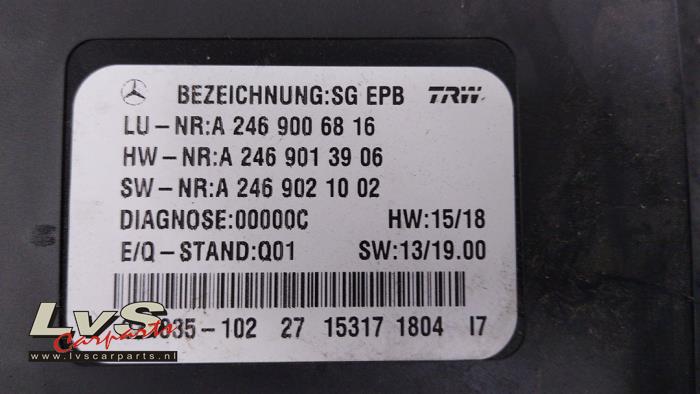 BEZEICHNUNG:SG EPB TRW
LU-NR:A 246 900 68 16
HW-NR:A 246 901 39 06
SW-NR:A 246 902 10 02
DIAGNOSE:00000C HW:15/18
E/Q-STAND:Q01 SW:13/19.00
-102 27 15317 1804 17
LvS
Carparts
www.lvscarparts.nl